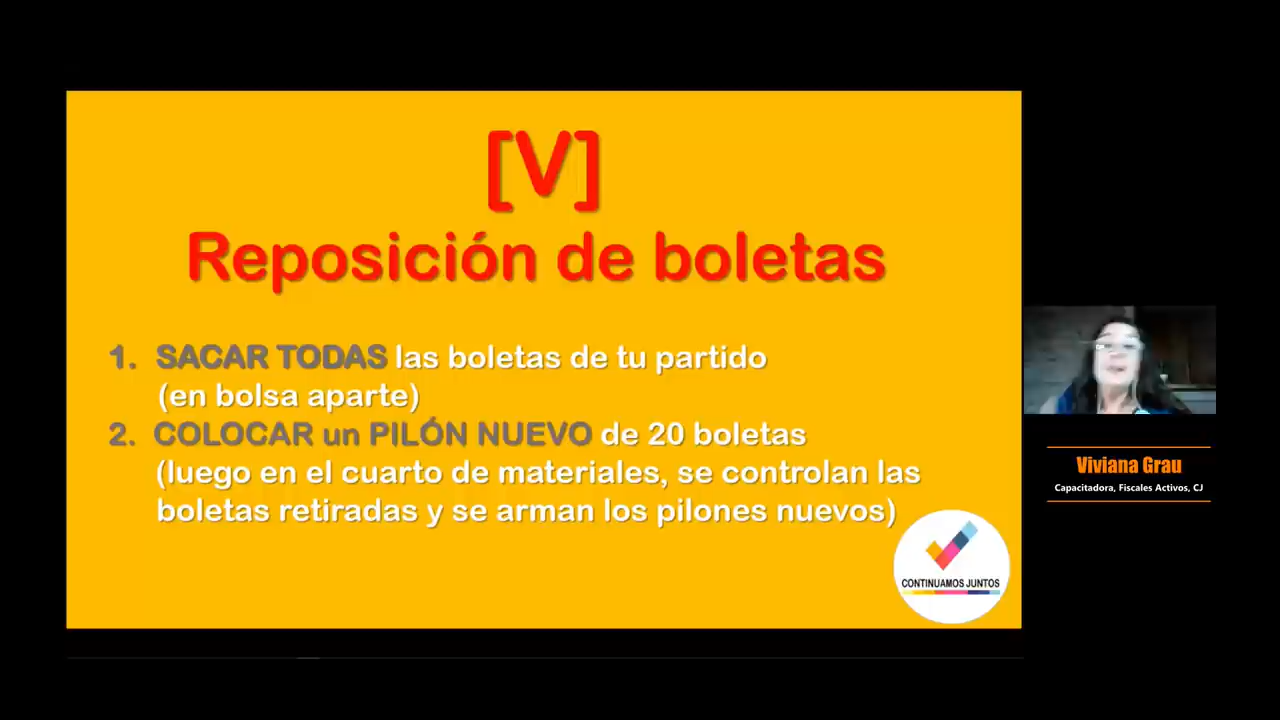 [V]
Reposición de boletas
1. SACAR TODAS las boletas de tu partido
(en bolsa aparte)
2. COLOCAR un PILÓN NUEVO de 20 boletas
(luego en el cuarto de materiales, se controlan las
boletas retiradas y se arman los pilones nuevos)
CONTINUAMOS JUNTOS
Viviana Grau
Capacitadora, Fiscales Activos, CJ